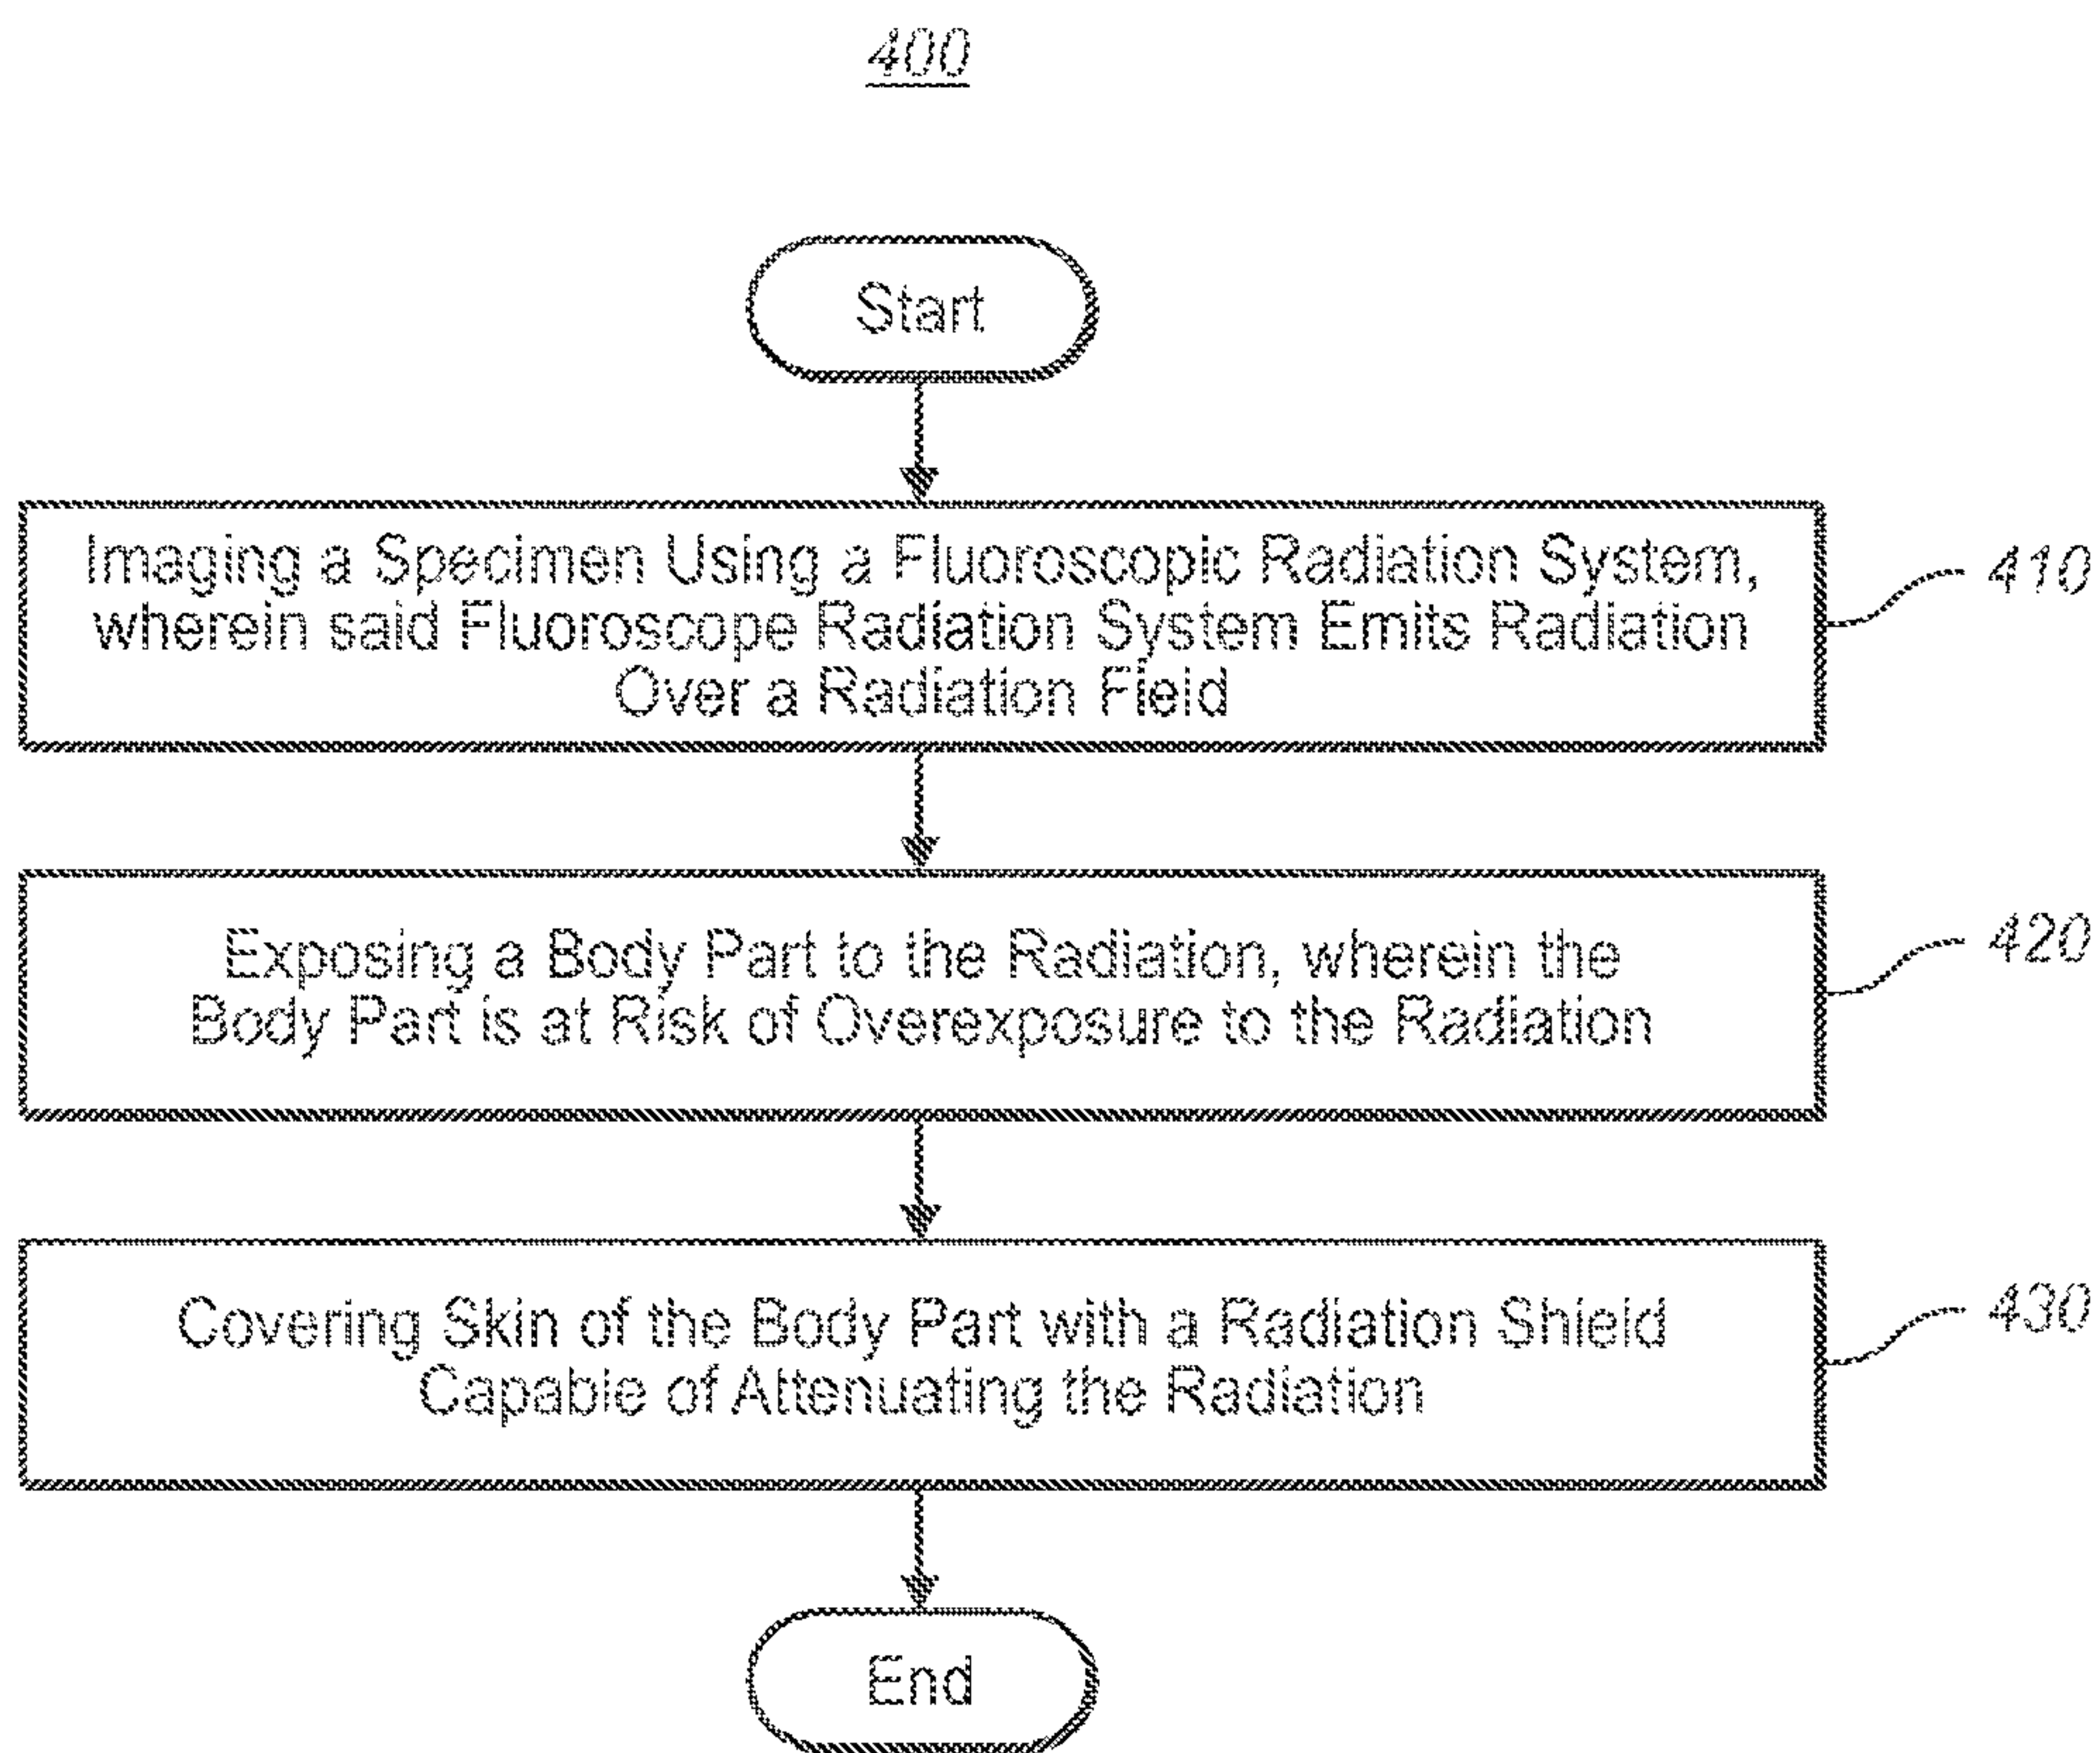 400
Start
Imaging a Specimen Using a Fluoroscopic Radiation System,
wherein said Fluoroscope Radiation System Emits Radiation
Over a Radiation Field
410
Exposing a Body Part to the Radiation, wherein the
Body Part is at Risk of Overexposure to the Radiation
420
Covering Skin of the Body Part with a Radiation Shield
Capable of Attenuating the Radiation
430
End